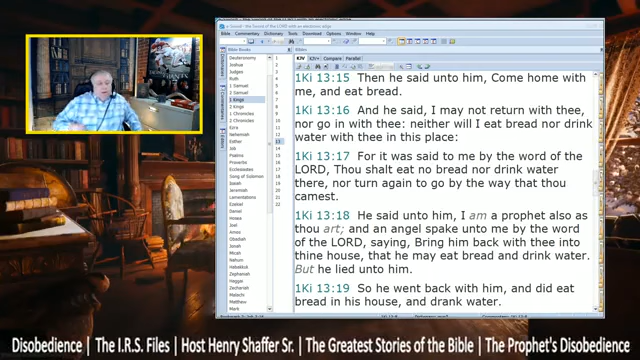 Bible Commentary Dictionary Tools Download Options Window Help
Bible Books
Bibles
Deuteronomy
Joshua
Judges
Ruth
1 Samuel
2 Samuel
1 Kings
2 Kings
1 Chronicles
2 Chronicles
Ezra
Nehemiah
Esther
Job
Psalms
Proverbs
Ecclesiastes
Song of Solomon
Isaiah
Jeremiah
Lamentations
Ezekiel
Daniel
Hosea
Joel
Amos
Obadiah
Jonah
Micah
Nahum
Habakkuk
Zephaniah
Haggai
Zechariah
Malachi
Matthew
Mark
KJV KJV+ Compare Parallel
1Ki 13:15 Then he said unto him, Come home with
me, and eat bread.
1Ki 13:16 And he said, I may not return with thee,
nor go in with thee: neither will I eat bread nor drink
water with thee in this place:
1Ki 13:17 For it was said to me by the word of the
LORD, Thou shalt eat no bread nor drink water
there, nor turn again to go by the way that thou
camest.
1Ki 13:18 He said unto him, I am a prophet also as
thou art; and an angel spake unto me by the word
of the LORD, saying, Bring him back with thee into
thine house, that he may eat bread and drink water.
But he lied unto him.
1Ki 13:19 So he went back with him, and did eat
bread in his house, and drank water.
Disobedience | The I.R.S. Files | Host Henry Shaffer Sr. | The Greatest Stories of the Bible | The Prophet's Disobedience